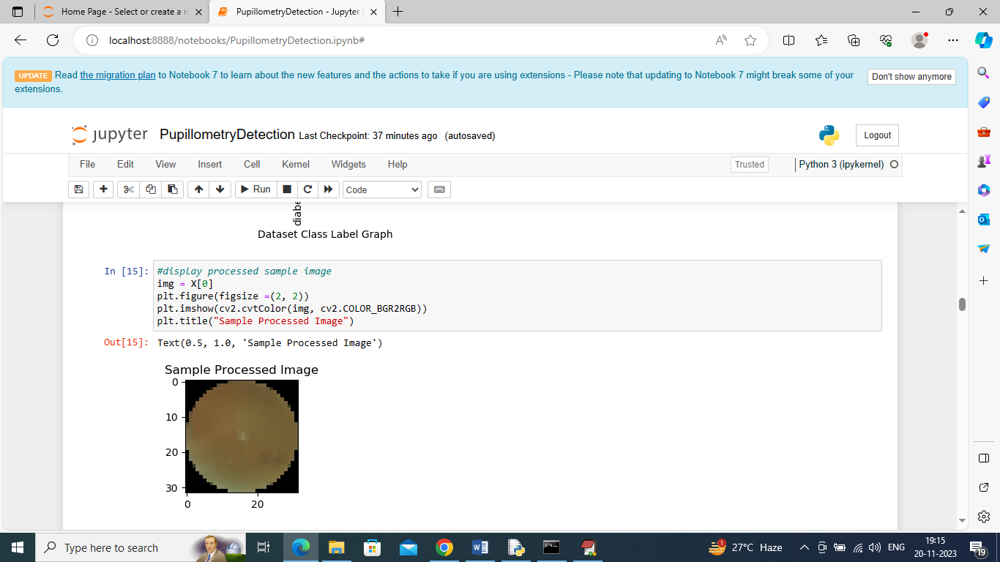 Home Page - Select or create a n
PupillometryDetection - Jupyter
localhost:8888/notebooks/PupillometryDetection.ipynb#
UPDATE Read the migration plan to Notebook 7 to learn about the new features and the actions to take if you are using extensions - Please note that updating to Notebook 7 might break some of your
extensions.
Don't show anymore
jupyter PupillometryDetection Last Checkpoint: 37 minutes ago (autosaved)
Logout
File Edit View Insert Cell Kernel Widgets Help
Trusted Python 3 (ipykernel)
Run Code
diabe
Dataset Class Label Graph
In [15]: #display processed sample image
img = X[0]
plt.figure(figsize =(2, 2))
plt.imshow(cv2.cvtColor(img, cv2.COLOR_BGR2RGB))
plt.title("Sample Processed Image")
Out[15]: Text(0.5, 1.0, 'Sample Processed Image')
Sample Processed Image
0
10
20
30
0 20
Type here to search
27°C Haze
ENG
19:15
20-11-2023
19